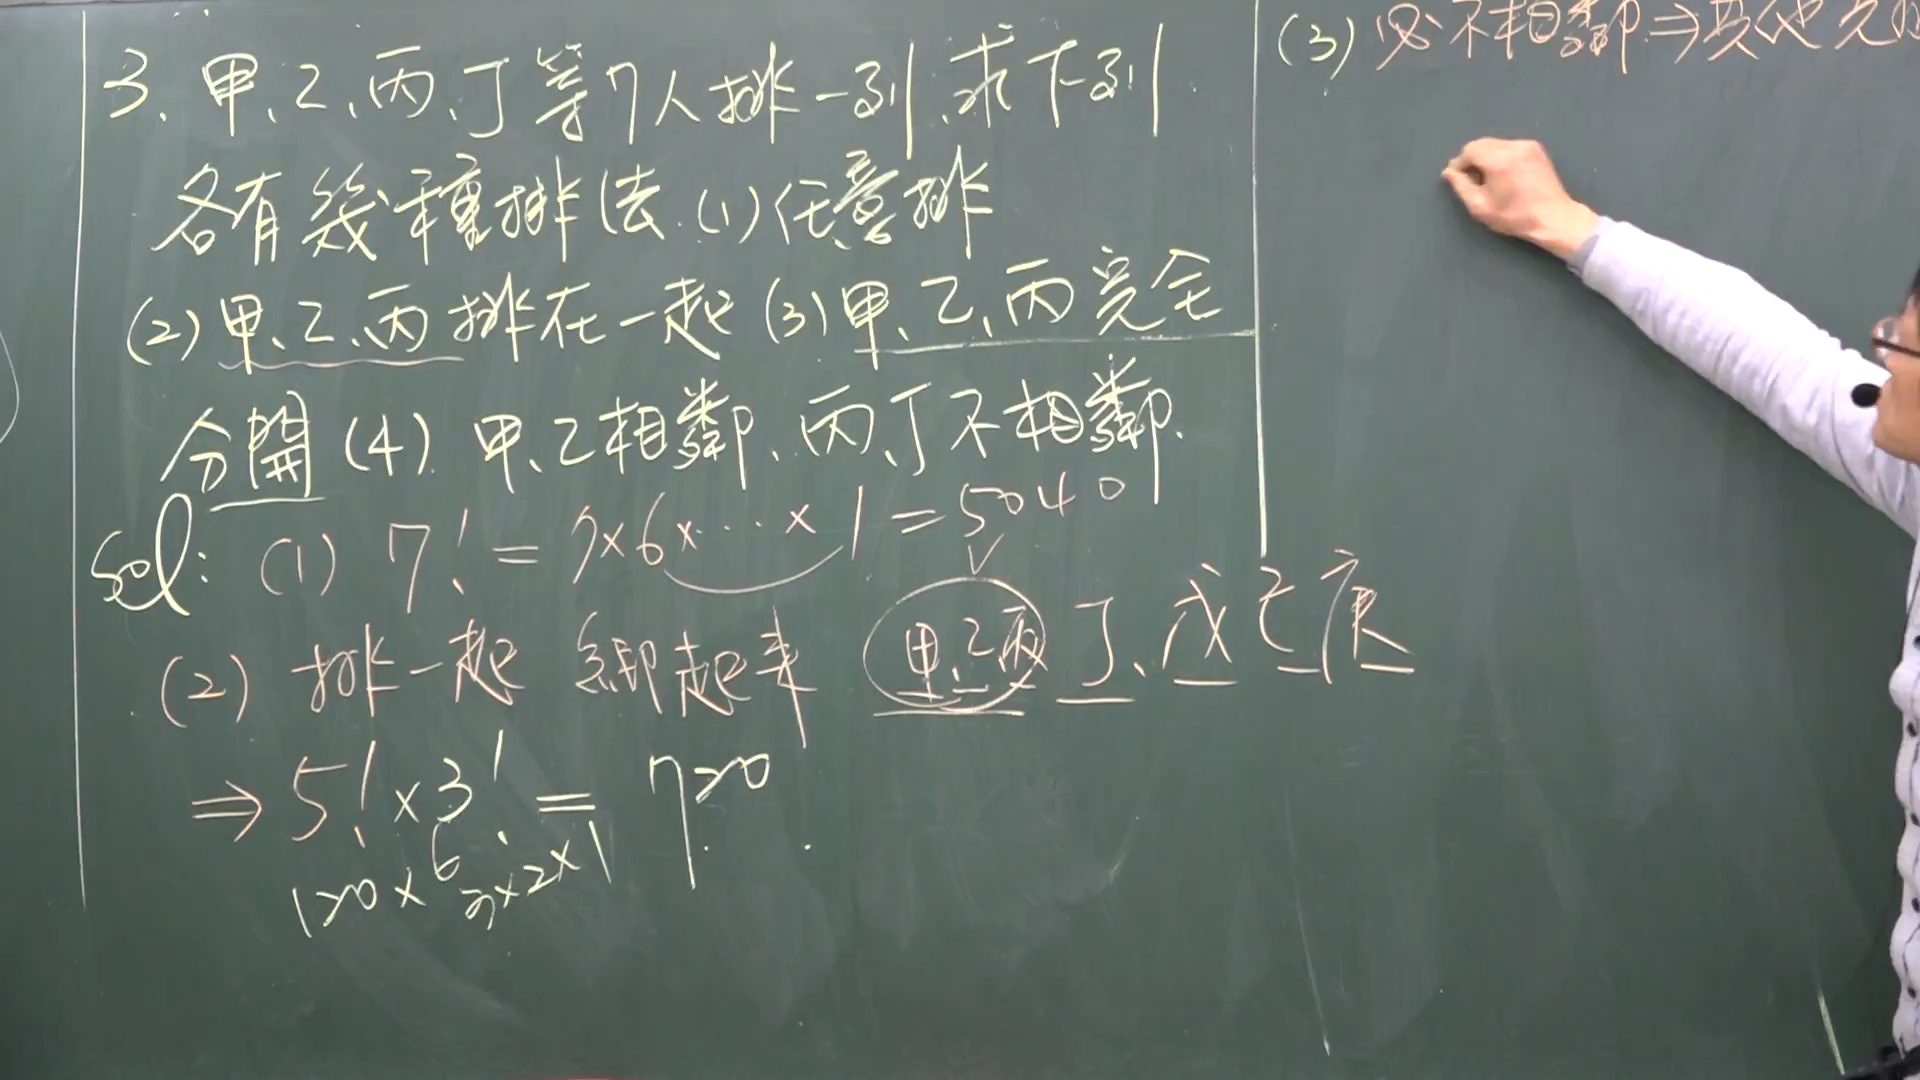 3. 甲、乙、丙、丁等7人排一列,求下列
各有幾種排法.(1)任意排
(2)甲、乙、丙排在一起(3)甲、乙、丙完全
分開(4)甲、乙相鄰、丙、丁不相鄰.
Sol: (1) 7! = 7×6×…×1 = 5040
(2) 排一起 綁起來 甲、乙丙 丁、戊己庚
⇒ 5! × 3! = 720
120 × 6 3×2×1
(3) 必不相鄰⇒其他先